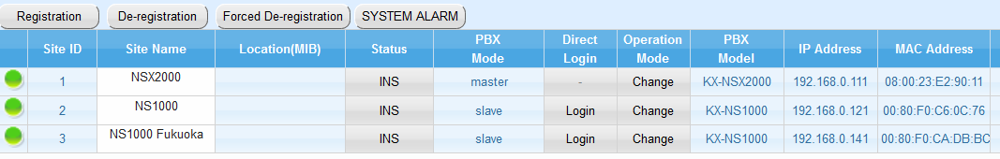 Registration De-registration Forced De-registration SYSTEM ALARM
Site ID Site Name Location(MIB) Status PBX Mode Direct Login Operation Mode PBX Model IP Address MAC Address
1 NSX2000 INS master - Change KX-NSX2000 192.168.0.111 08:00:23:E2:90:11
2 NS1000 INS slave Login Change KX-NS1000 192.168.0.121 00:80:F0:C6:0C:76
3 NS1000 Fukuoka INS slave Login Change KX-NS1000 192.168.0.141 00:80:F0:CA:DB:BC